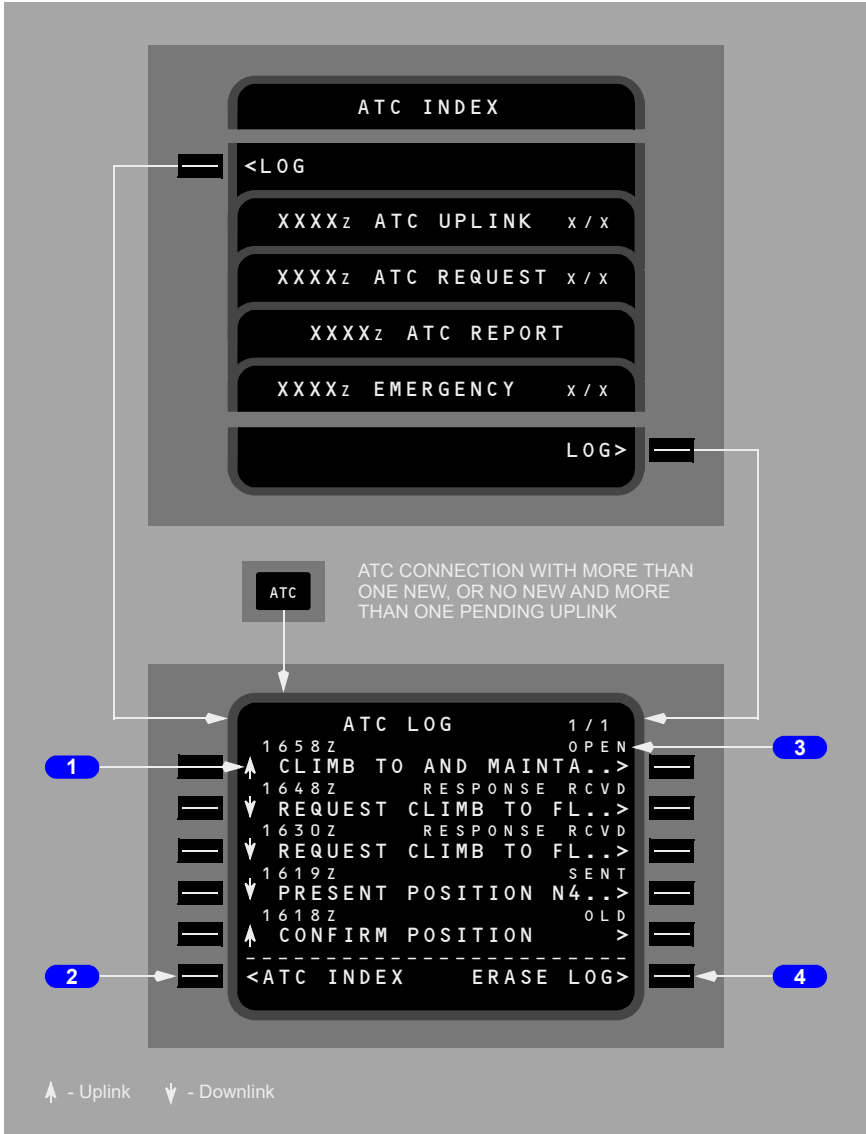 ATC INDEX
<LOG
XXXXZ ATC UPLINK X/X
XXXXZ ATC REQUEST X/X
XXXXZ ATC REPORT
XXXXZ EMERGENCY X/X
LOG>
ATC
ATC CONNECTION WITH MORE THAN
ONE NEW, OR NO NEW AND MORE
THAN ONE PENDING UPLINK
ATC LOG 1/1
1658Z OPEN
3
1
CLIMB TO AND MAINTA..>
1648Z RESPONSE RCVD
REQUEST CLIMB TO FL..>
1630Z RESPONSE RCVD
REQUEST CLIMB TO FL..>
1619Z SENT
PRESENT POSITION N4..>
1618Z OLD
CONFIRM POSITION >
2
<ATC INDEX ERASE LOG>
4
- Uplink - Downlink